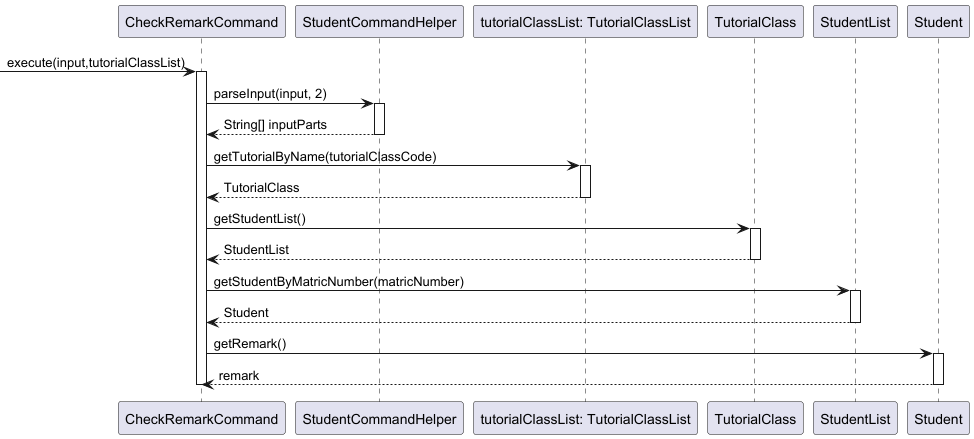 CheckRemarkCommand StudentCommandHelper tutorialClassList: TutorialClassList TutorialClass StudentList Student
execute(input,tutorialClassList)
parseInput(input, 2)
String[] inputParts
getTutorialByName(tutorialClassCode)
TutorialClass
getStudentList()
StudentList
getStudentByMatricNumber(matricNumber)
Student
getRemark()
remark
CheckRemarkCommand StudentCommandHelper tutorialClassList: TutorialClassList TutorialClass StudentList Student